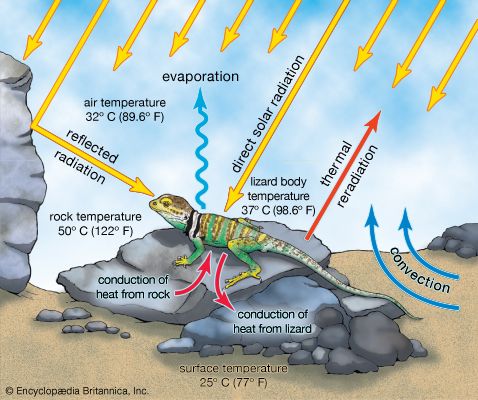 evaporation
air temperature
32° C (89.6° F)
direct solar radiation
reflected
radiation
thermal
reradiation
lizard body
temperature
37° C (98.6° F)
rock temperature
50° C (122° F)
convection
conduction of
heat from rock
conduction of
heat from lizard
surface temperature
25° C (77° F)
© Encyclopædia Britannica, Inc.